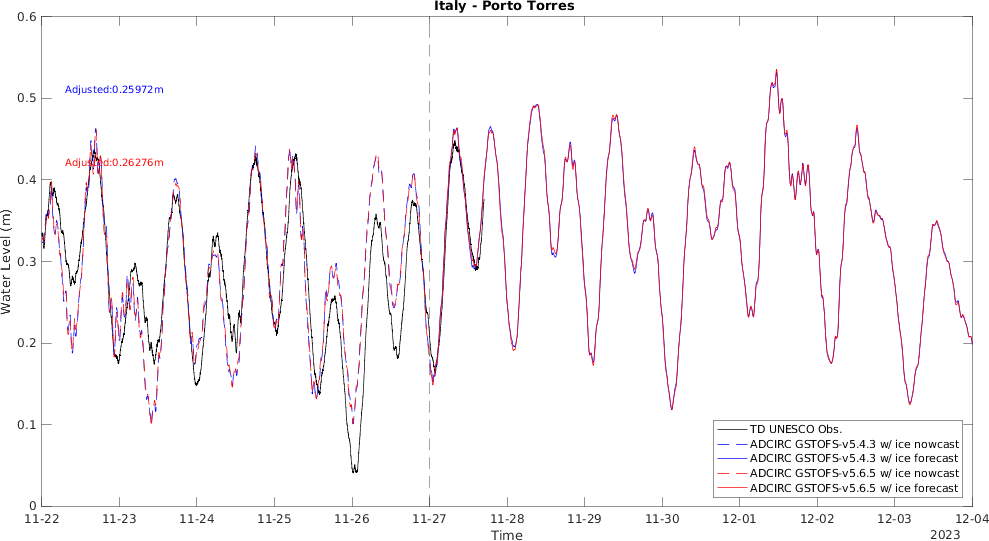 Italy - Porto Torres
0.6
0.5
0.4
0.3
0.2
0.1
0
Water Level (m)
Adjusted:0.25972m
Adjusted:0.26276m
TD UNESCO Obs.
ADCIRC GSTOFS-v5.4.3 w/ ice nowcast
ADCIRC GSTOFS-v5.4.3 w/ ice forecast
ADCIRC GSTOFS-v5.6.5 w/ ice nowcast
ADCIRC GSTOFS-v5.6.5 w/ ice forecast
11-22 11-23 11-24 11-25 11-26 11-27 11-28 11-29 11-30 12-01 12-02 12-03 12-04
Time
2023